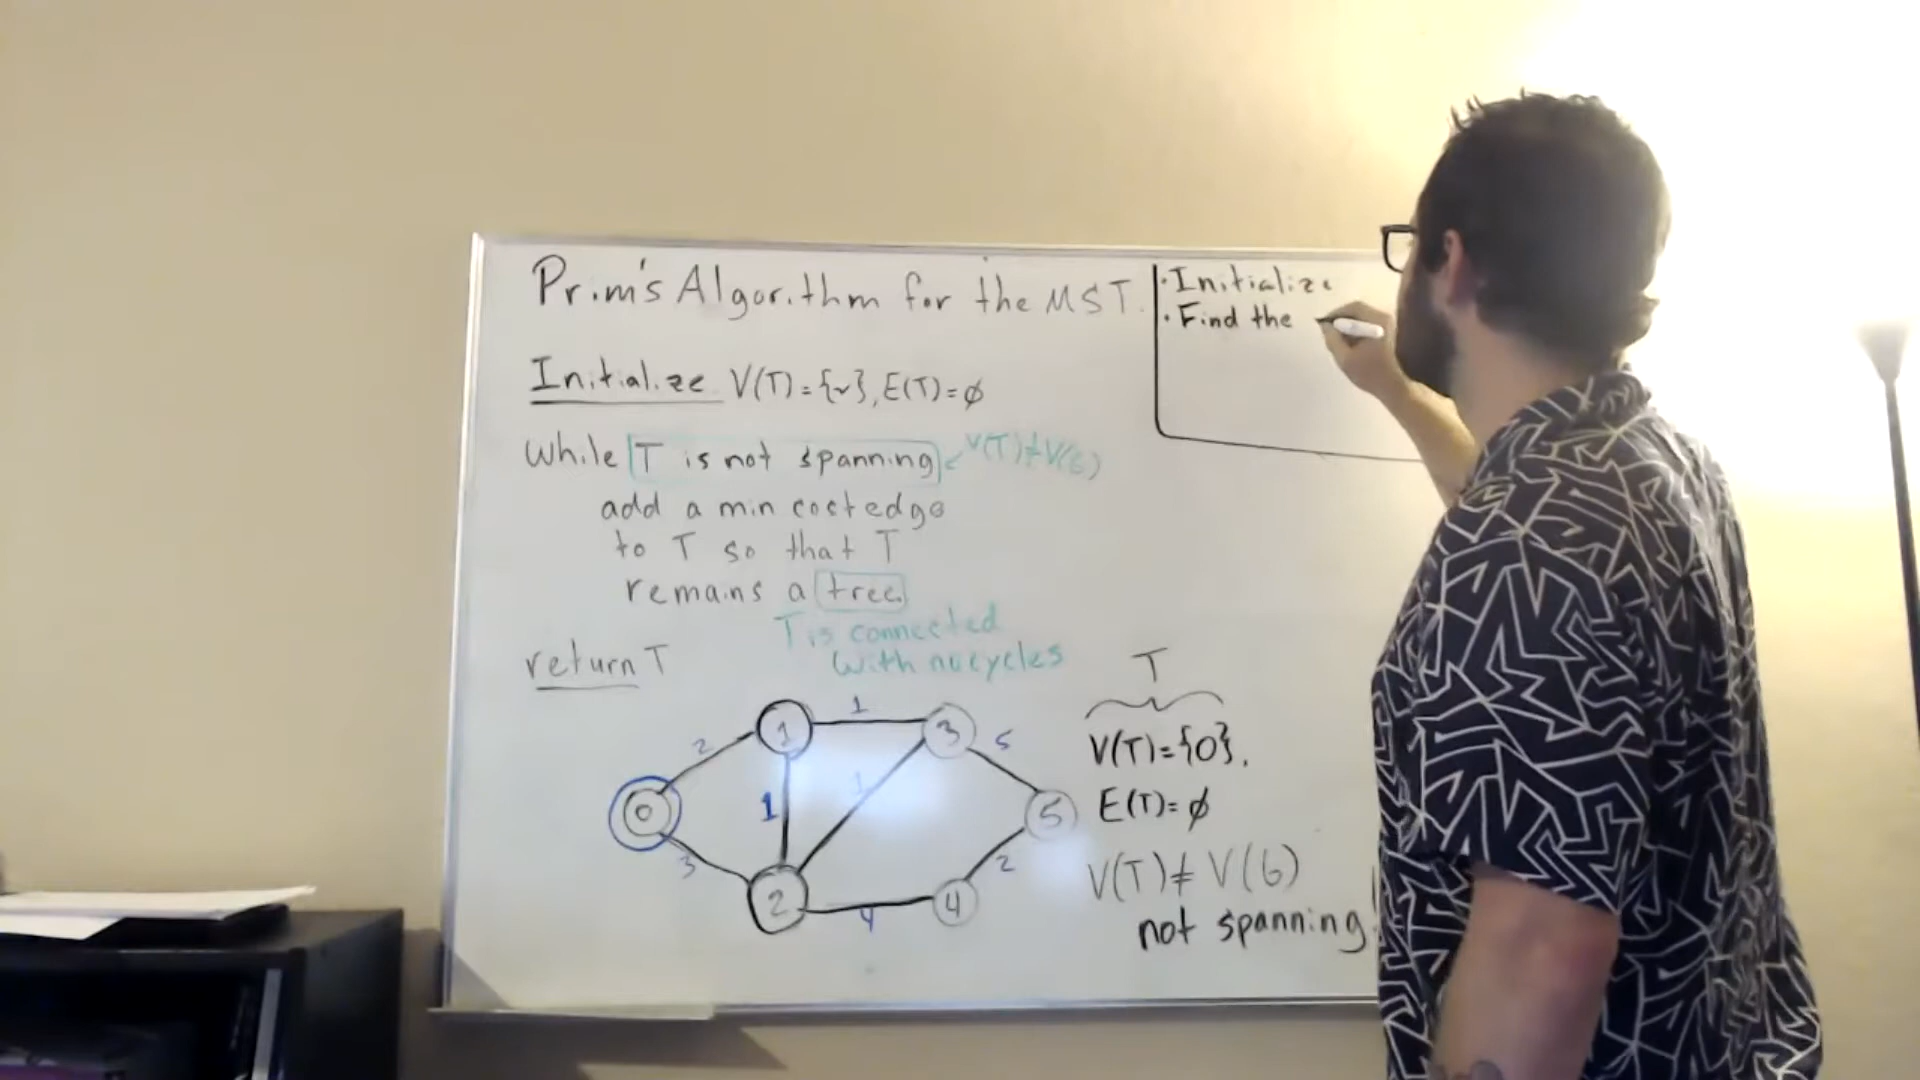 Prim's Algorithm for the MST.
· Initialize
· Find the
Initialize V(T) = {v}, E(T) = ∅
While T is not spanning V(T)≠V(G)
add a min cost edge
to T so that T
remains a tree.
T is connected
with no cycles
return T
T
V(T)={0},
E(T)=∅
V(T)≠V(G)
not spanning!
1
1
3
2
5
1
1
0
5
3
2
2
4
4